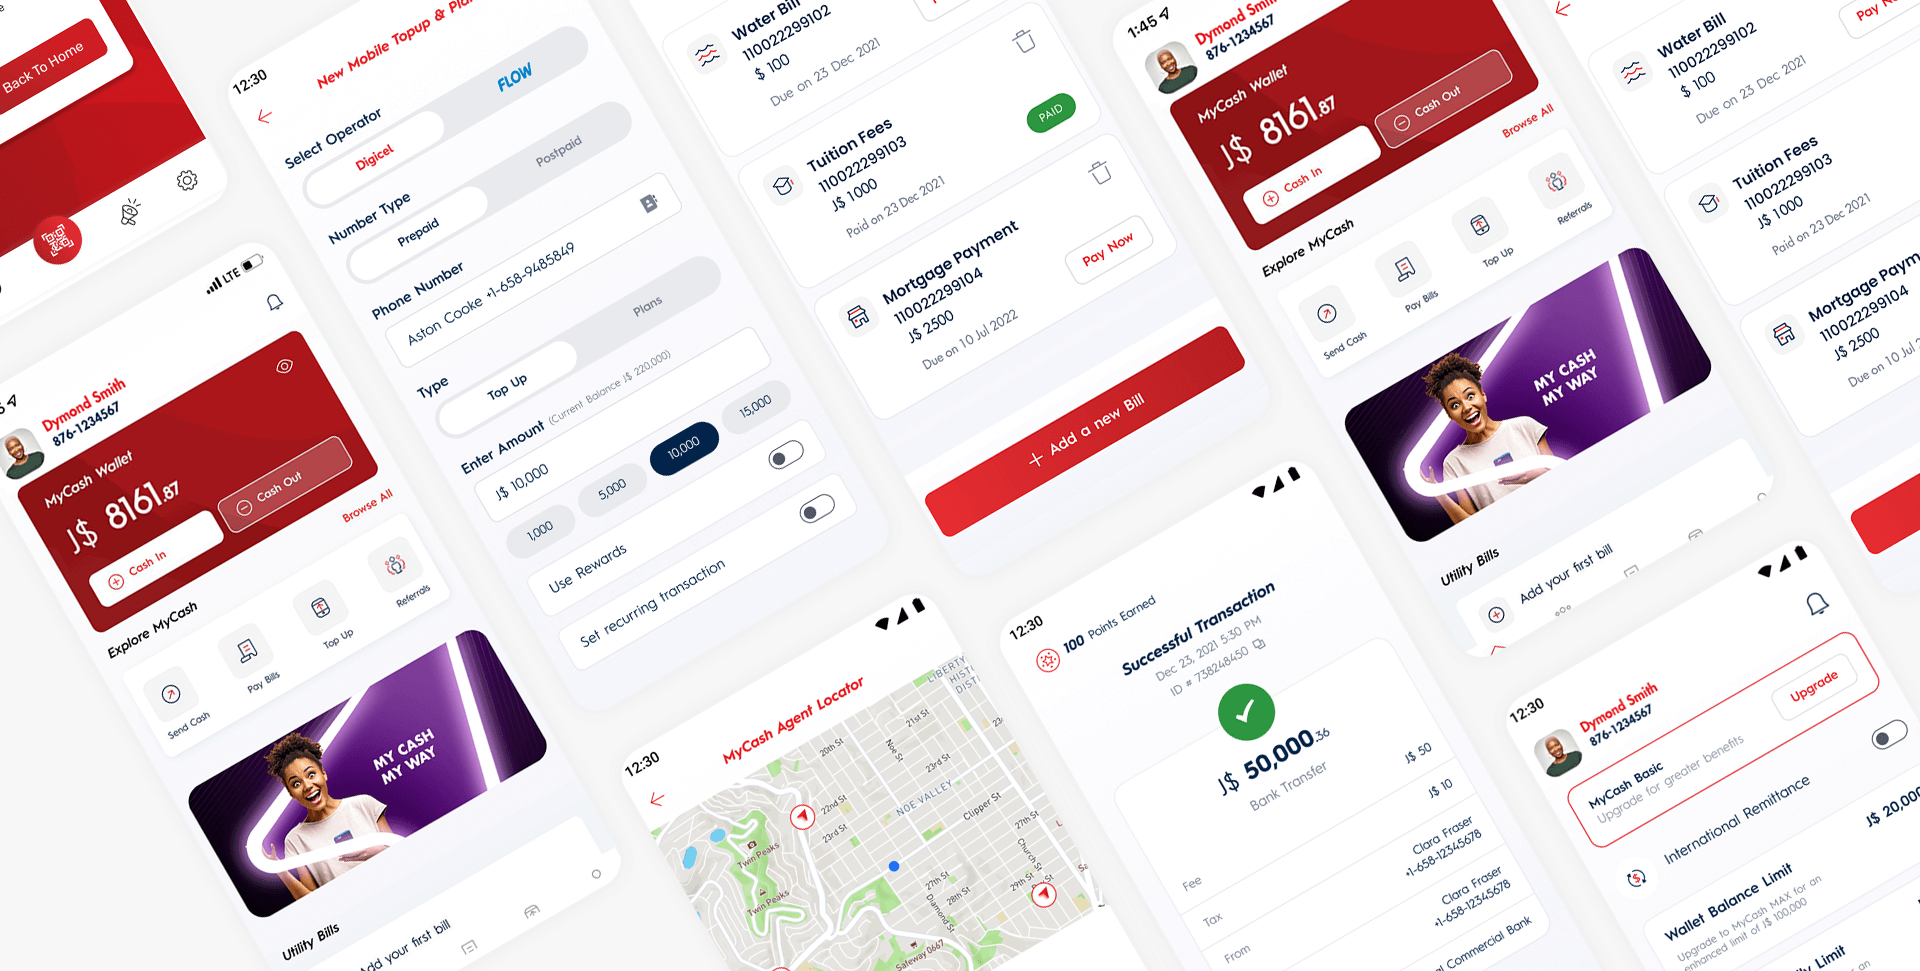 Back To Home
LTE
Dymond Smith
876-1234567
MyCash Wallet
J$ 8161.87
Cash In
Cash Out
Explore MyCash
Browse All
Send Cash
Pay Bills
Top Up
Referrals
MY CASH
MY WAY
Utility Bills
Add your first bill
12:30
New Mobile Topup &
Select Operator
Digicel
FLOW
Number Type
Prepaid
Postpaid
Phone Number
Aston Cooke +1-658-9485849
Type
Top Up
Plans
Enter Amount (Current Balance J$ 220,000)
J$ 10,000
1,000
5,000
10,000
15,000
Use Rewards
Set recurring transaction
Water Bill
110022299102
$ 100
Due on 23 Dec 2021
Tuition Fees
110022299103
J$ 1000
Paid on 23 Dec 2021
PAID
Mortgage Payment
110022299104
J$ 2500
Due on 10 Jul 2022
Pay Now
+ Add a new Bill
12:30
MyCash Agent Locator
LIBERTY
20th St
21st St
Noe St
22nd St
23rd St
23rd St
NOE VALLEY
Clipper St
Twin Peaks
Twin Peaks
27th St
Church St
27th St
28th St
29th St
Diamond St
Safeway 0667
12:30
100 Points Earned
Successful Transaction
Dec 23, 2021 5:30 PM
ID # 738248450
J$ 50,000.36
Bank Transfer
J$ 50
Fee
J$ 10
Tax
Clara Fraser
+1-658-12345678
From
Clara Fraser
+1-658-12345678
Commercial Bank
1:45
Dymond Smith
876-1234567
MyCash Wallet
J$ 8161.87
Cash In
Cash Out
Explore MyCash
Browse All
Send Cash
Pay Bills
Top Up
Referrals
MY CASH
MY WAY
Utility Bills
Add your first bill
Water Bill
110022299102
$ 100
Due on 23 Dec 2021
Pay
Tuition Fees
110022299103
J$ 1000
Paid on 23 Dec 2021
Mortgage
110022299104
J$ 2500
Due on 10 Jul
12:30
Dymond Smith
876-1234567
MyCash Basic
Upgrade for greater benefits
Upgrade
International Remittance
Wallet Balance Limit
J$ 20,000
Upgrade to MyCash MAX for an
enhanced limit of J$ 100,000
Limit